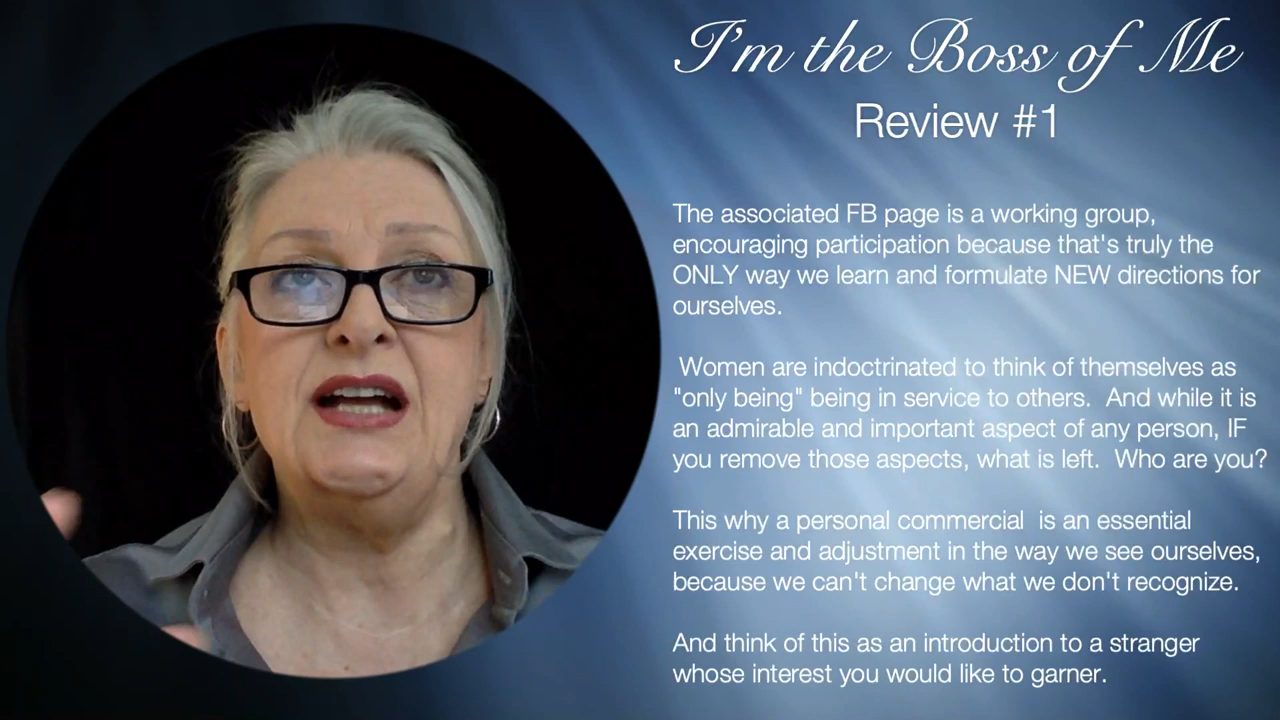 I'm the Boss of Me
Review #1
The associated FB page is a working group,
encouraging participation because that's truly the
ONLY way we learn and formulate NEW directions for
ourselves.
Women are indoctrinated to think of themselves as
"only being" being in service to others.  And while it is
an admirable and important aspect of any person, IF
you remove those aspects, what is left.  Who are you?
This why a personal commercial  is an essential
exercise and adjustment in the way we see ourselves,
because we can't change what we don't recognize.
And think of this as an introduction to a stranger
whose interest you would like to garner.